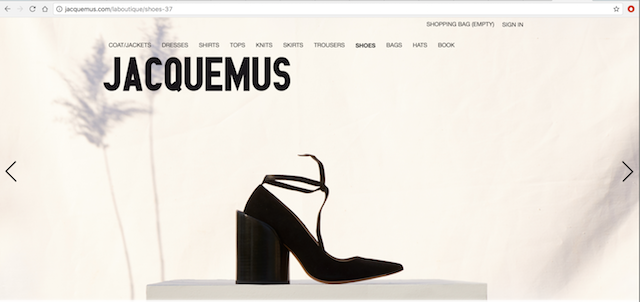 jacquemus.com/laboutique/shoes-37
SHOPPING BAG (EMPTY) SIGN IN
COAT/JACKETS DRESSES SHIRTS TOPS KNITS SKIRTS TROUSERS SHOES BAGS HATS BOOK
JACQUEMUS